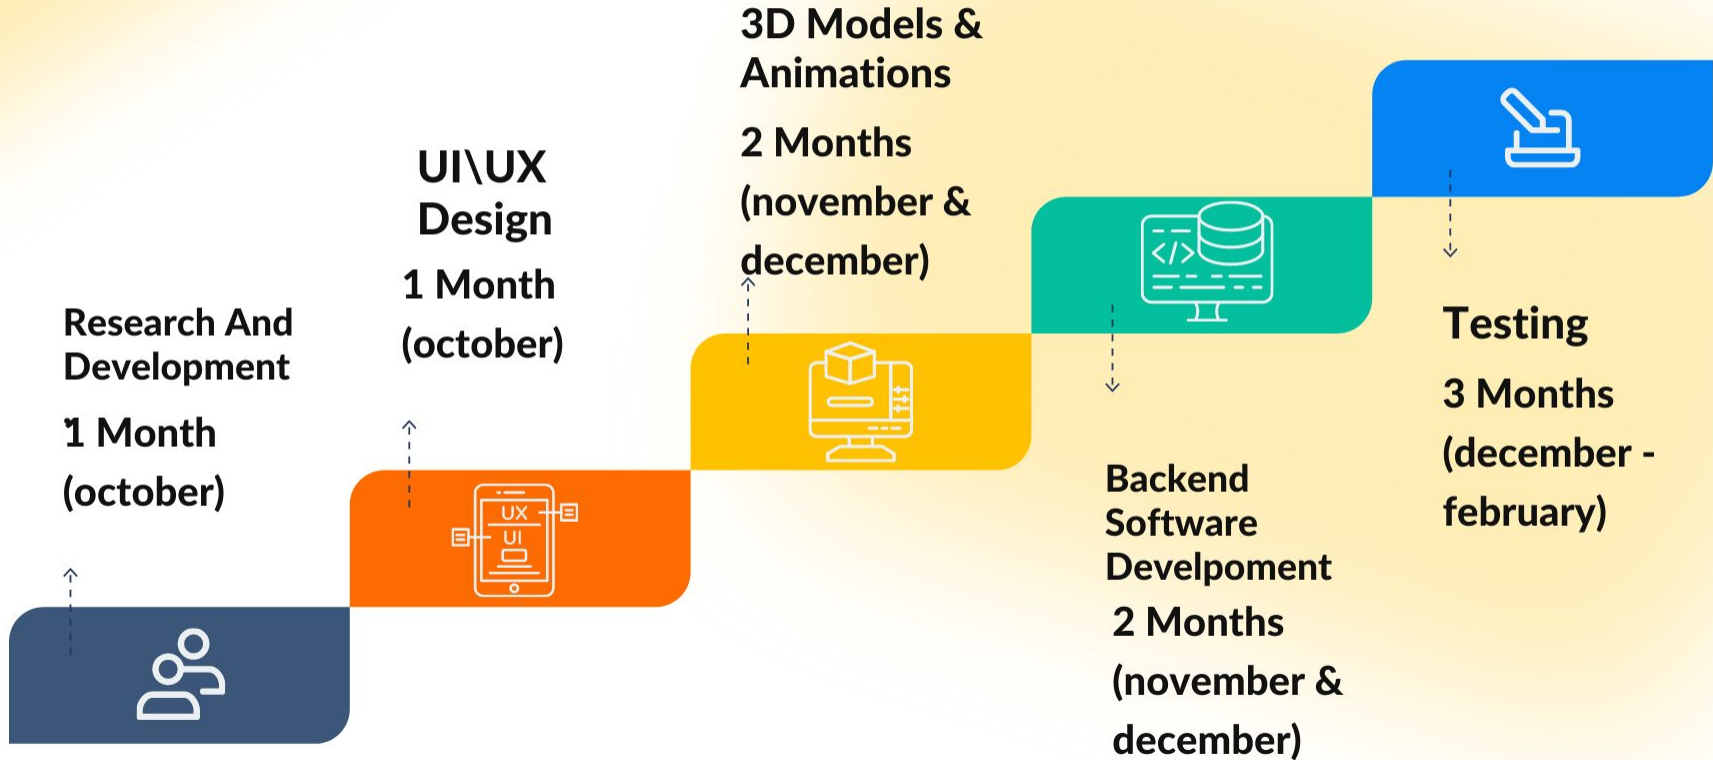 Research And
Development
1 Month
(october)
UI\UX
Design
1 Month
(october)
UX
UI
3D Models &
Animations
2 Months
(november &
december)
</>
Backend
Software
Develpoment
2 Months
(november &
december)
Testing
3 Months
(december -
february)